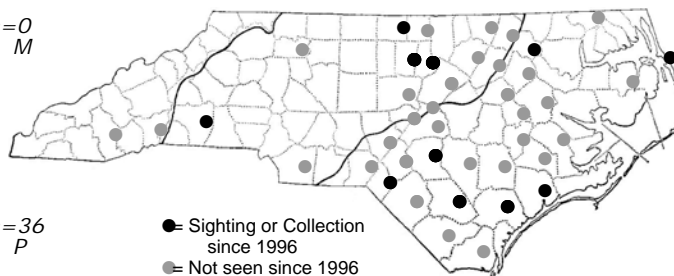 =0
M
=36
P
= Sighting or Collection
since 1996
= Not seen since 1996